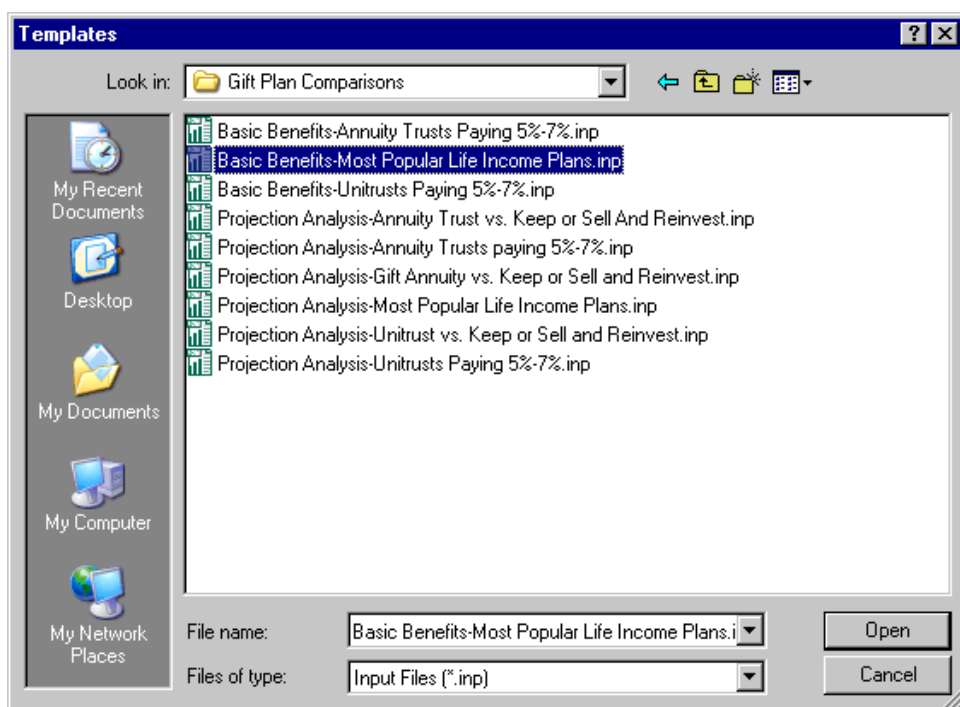 Templates
Look in:
Gift Plan Comparisons
My Recent
Documents
Desktop
My Documents
My Computer
My Network
Places
Basic Benefits-Annuity Trusts Paying 5%-7%.inp
Basic Benefits-Most Popular Life Income Plans.inp
Basic Benefits-Unitrusts Paying 5%-7%.inp
Projection Analysis-Annuity Trust vs. Keep or Sell And Reinvest.inp
Projection Analysis-Annuity Trusts paying 5%-7%.inp
Projection Analysis-Gift Annuity vs. Keep or Sell and Reinvest.inp
Projection Analysis-Most Popular Life Income Plans.inp
Projection Analysis-Unitrust vs. Keep or Sell and Reinvest.inp
Projection Analysis-Unitrusts Paying 5%-7%.inp
File name:
Basic Benefits-Most Popular Life Income Plans.i
Open
Files of type:
Input Files (*.inp)
Cancel